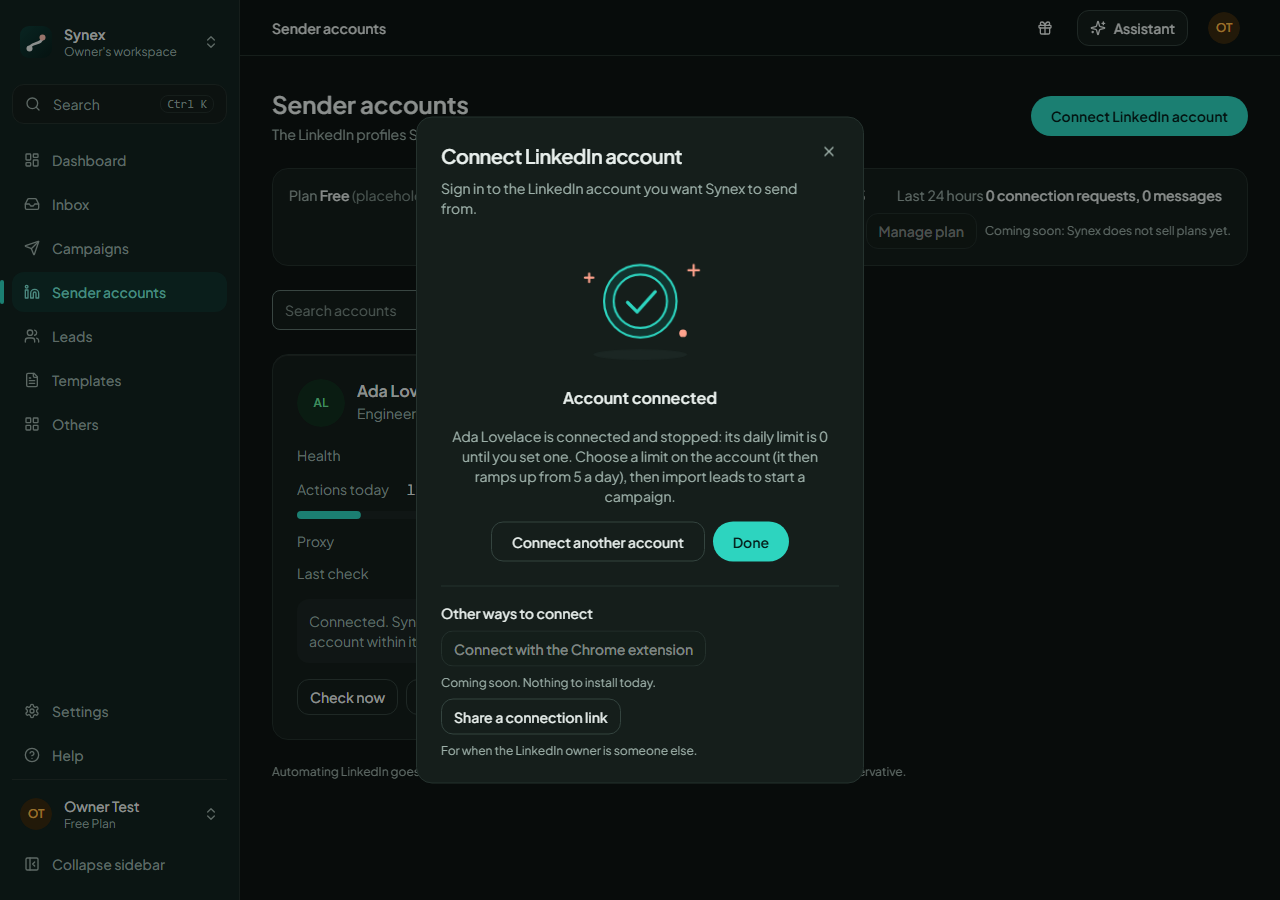 Synex
Owner's workspace
Search
Ctrl K
Dashboard
Inbox
Campaigns
Sender accounts
Leads
Templates
Others
Settings
Help
OT
Owner Test
Free Plan
Collapse sidebar
Sender accounts
Assistant
OT
Sender accounts
The LinkedIn profiles
Connect LinkedIn account
Plan Free
Last 24 hours 0 connection requests, 0 messages
Manage plan
Coming soon: Synex does not sell plans yet.
Search accounts
AL
Ada
Engineer
Health
Actions today
Proxy
Last check
Connected.
account within
Check now
Automating LinkedIn
Connect LinkedIn account
Sign in to the LinkedIn account you want Synex to send
from.
Account connected
Ada Lovelace is connected and stopped: its daily limit is 0
until you set one. Choose a limit on the account (it then
ramps up from 5 a day), then import leads to start a
campaign.
Connect another account
Done
Other ways to connect
Connect with the Chrome extension
Coming soon. Nothing to install today.
Share a connection link
For when the LinkedIn owner is someone else.